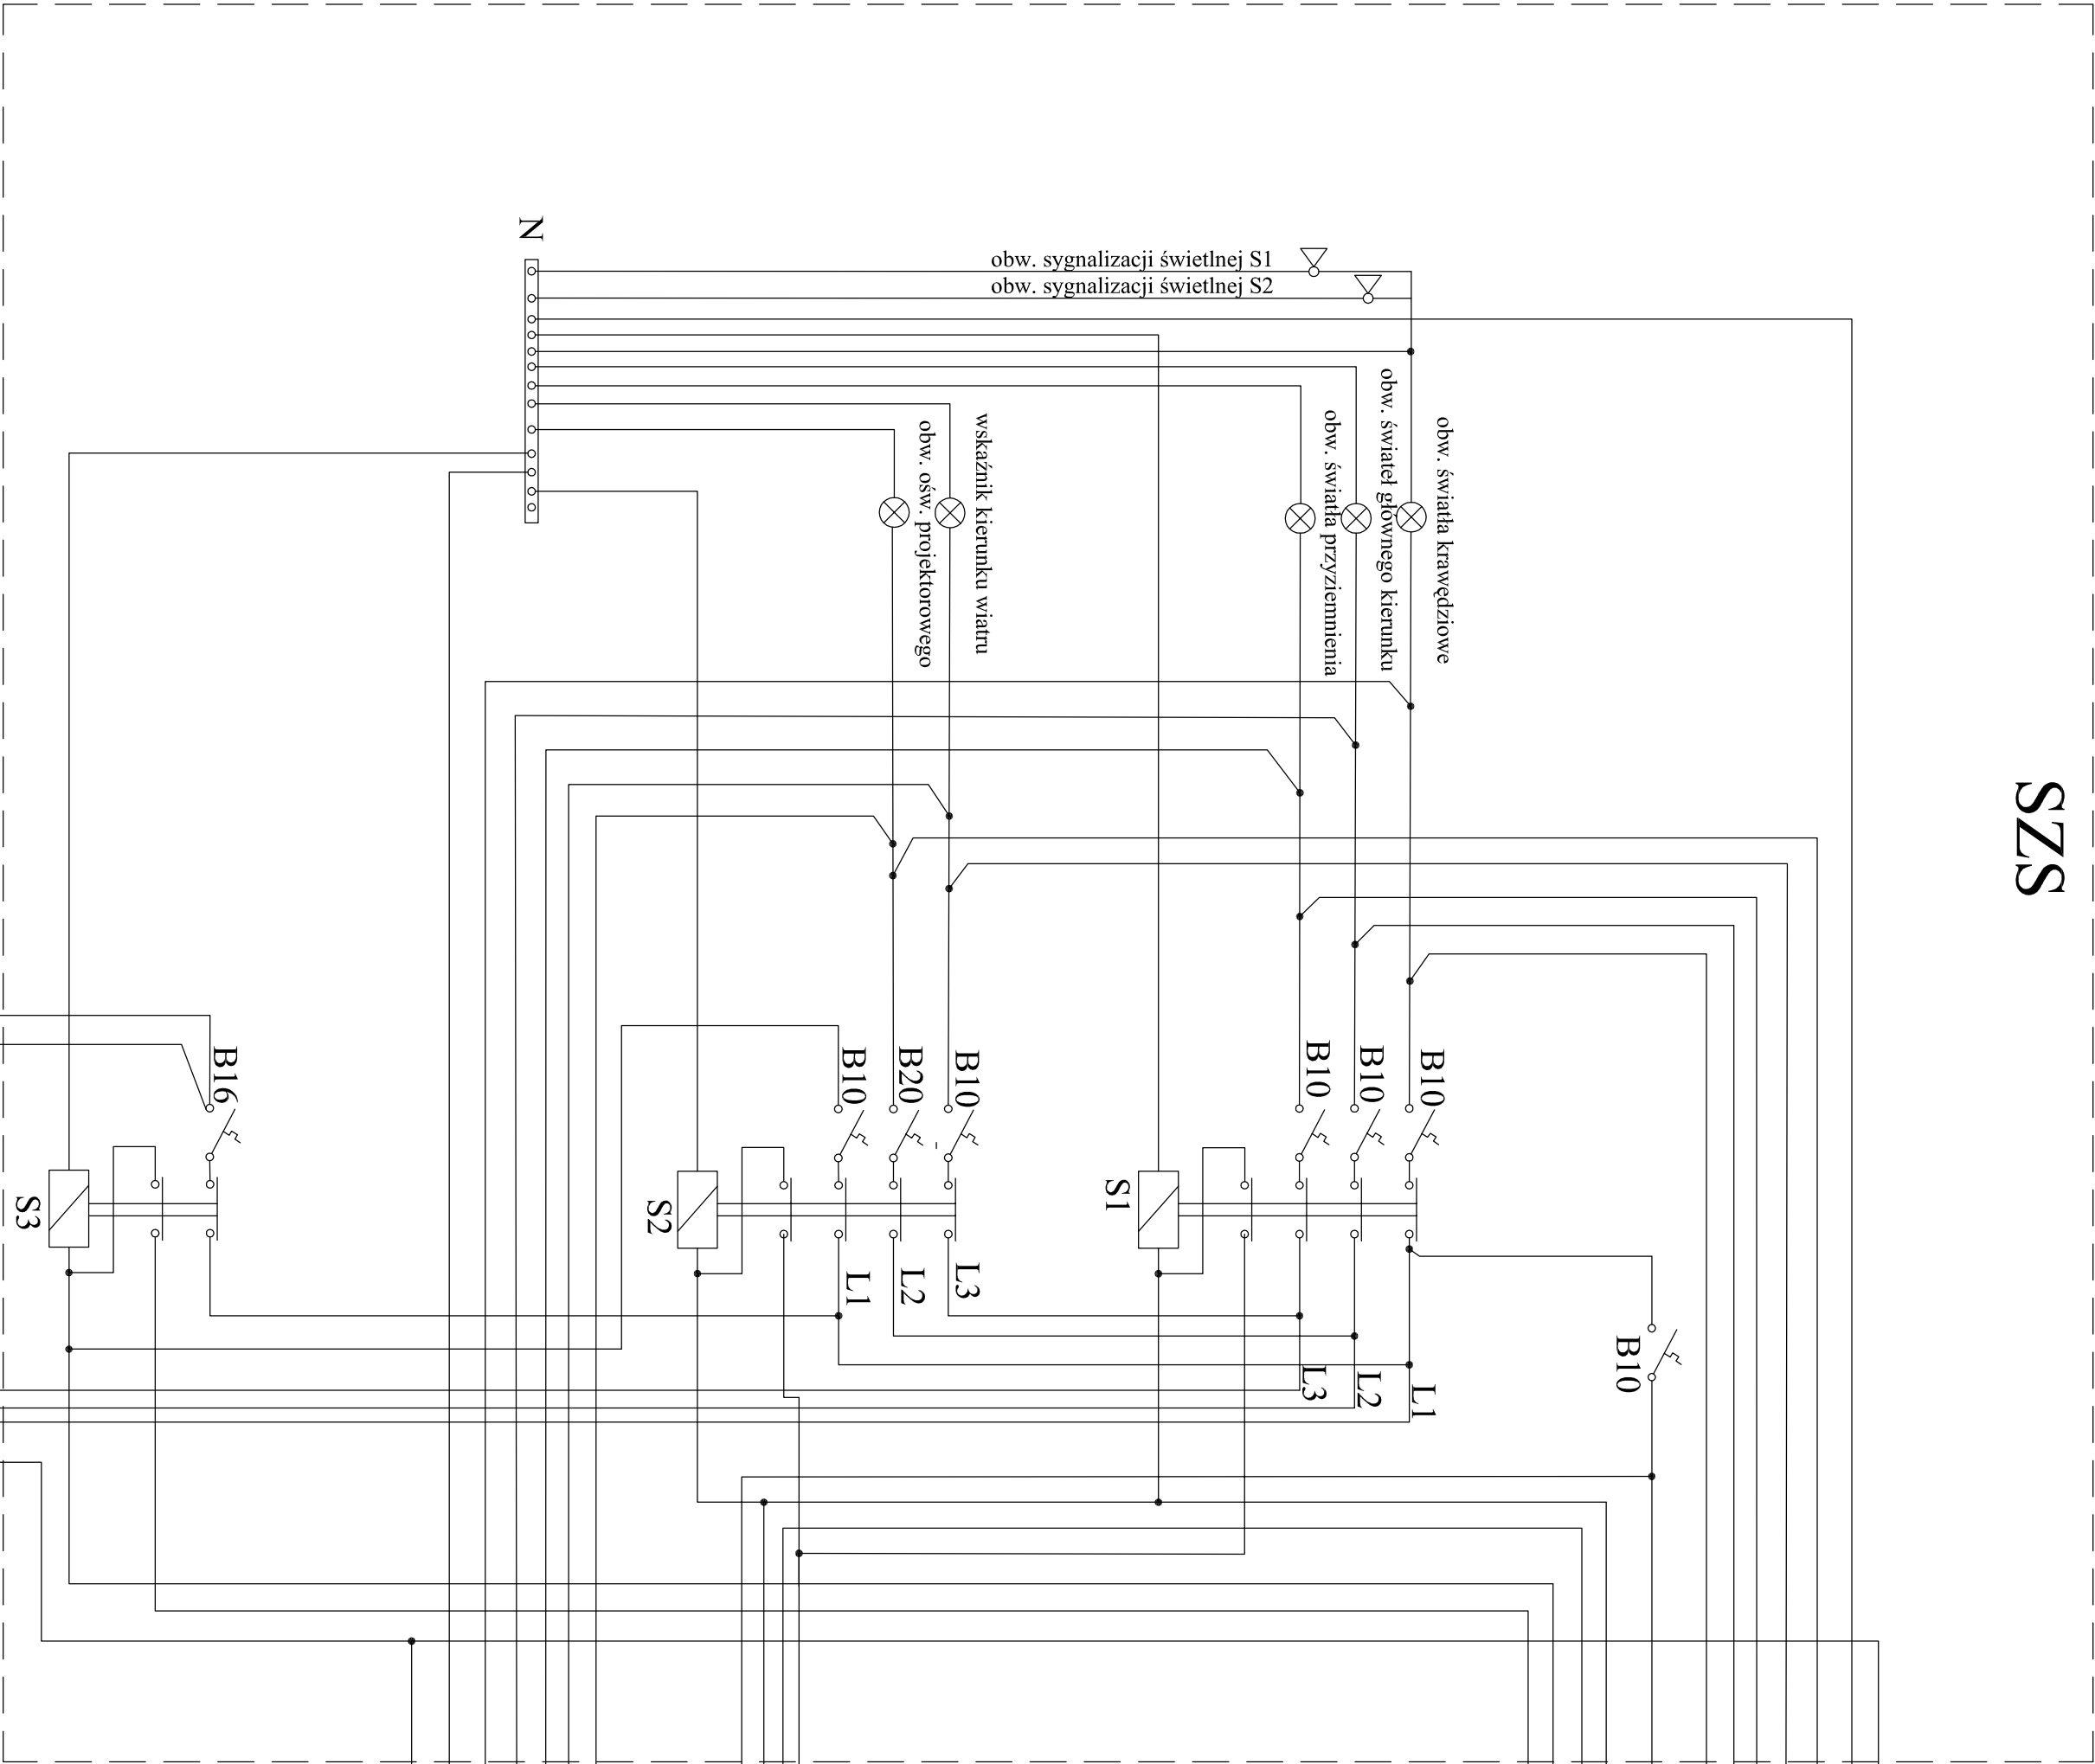 N
obw. sygnalizacji świetlnej S1
obw. sygnalizacji świetlnej S2
obw. ośw. projektorowego
wskaźnik kierunku wiatru
obw. światła przyziemnienia
obw. świateł głównego kierunku
obw. światła krawędziowe
SZS
B16
B10
B20
B10
B10
B10
B10
S3
S2
S1
L1
L2
L3
B10
L3
L2
L1